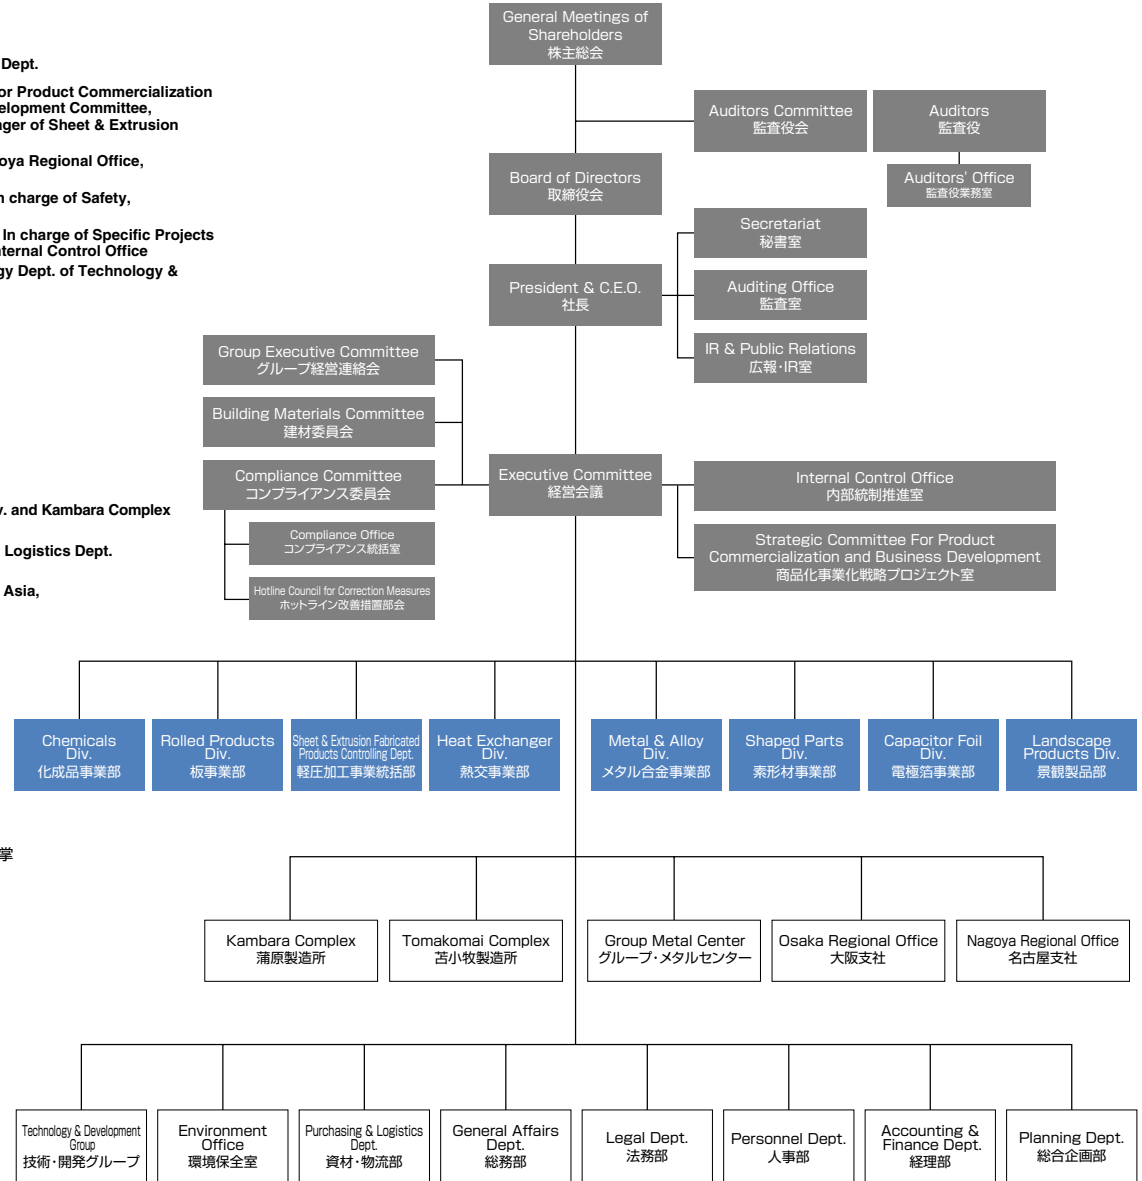 General Meetings of
Shareholders
株主総会
Dept.
or Product Commercialization
elopment Committee,
ager of Sheet & Extrusion
oya Regional Office,
n charge of Safety,
In charge of Specific Projects
nternal Control Office
gy Dept. of Technology &
Auditors Committee
監査役会
Auditors
監査役
Auditors' Office
監査役業務室
Board of Directors
取締役会
Secretariat
秘書室
President & C.E.O.
社長
Auditing Office
監査室
IR & Public Relations
広報・IR室
Group Executive Committee
グループ経営連絡会
Building Materials Committee
建材委員会
Compliance Committee
コンプライアンス委員会
Executive Committee
経営会議
Internal Control Office
内部統制推進室
v. and Kambara Complex
Logistics Dept.
Asia,
Compliance Office
コンプライアンス統括室
Strategic Committee For Product
Commercialization and Business Development
商品化事業化戦略プロジェクト室
Hotline Council for Correction Measures
ホットライン改善措置部会
Chemicals
Div.
化成品事業部
Rolled Products
Div.
板事業部
Sheet & Extrusion Fabricated
Products Controlling Dept.
軽圧加工事業統括部
Heat Exchanger
Div.
熱交事業部
Metal & Alloy
Div.
メタル合金事業部
Shaped Parts
Div.
素形材事業部
Capacitor Foil
Div.
電極箔事業部
Landscape
Products Div.
景観製品部
掌
Kambara Complex
蒲原製造所
Tomakomai Complex
苫小牧製造所
Group Metal Center
グループ・メタルセンター
Osaka Regional Office
大阪支社
Nagoya Regional Office
名古屋支社
Technology & Development
Group
技術・開発グループ
Environment
Office
環境保全室
Purchasing & Logistics
Dept.
資材・物流部
General Affairs
Dept.
総務部
Legal Dept.
法務部
Personnel Dept.
人事部
Accounting &
Finance Dept.
経理部
Planning Dept.
総合企画部